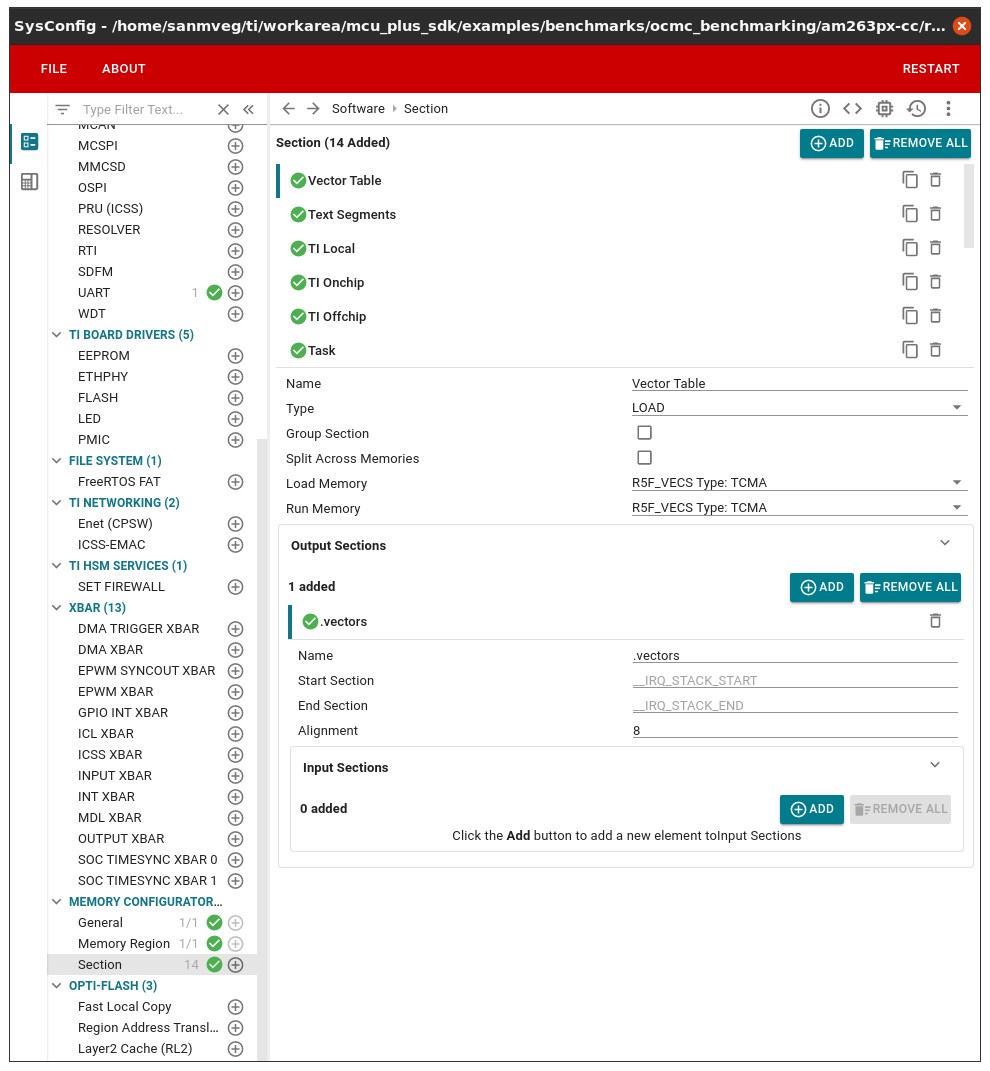 SysConfig - /home/sanmveg/ti/workarea/mcu_plus_sdk/examples/benchmarks/ocmc_benchmarking/am263px-cc/r...
FILE ABOUT RESTART
Type Filter Text...
MCAN
MCSPI
MMCSD
OSPI
PRU (ICSS)
RESOLVER
RTI
SDFM
UART 1
WDT
TI BOARD DRIVERS (5)
EEPROM
ETHPHY
FLASH
LED
PMIC
FILE SYSTEM (1)
FreeRTOS FAT
TI NETWORKING (2)
Enet (CPSW)
ICSS-EMAC
TI HSM SERVICES (1)
SET FIREWALL
XBAR (13)
DMA TRIGGER XBAR
DMA XBAR
EPWM SYNCOUT XBAR
EPWM XBAR
GPIO INT XBAR
ICL XBAR
ICSS XBAR
INPUT XBAR
INT XBAR
MDL XBAR
OUTPUT XBAR
SOC TIMESYNC XBAR 0
SOC TIMESYNC XBAR 1
MEMORY CONFIGURATOR...
General 1/1
Memory Region 1/1
Section 14
OPTI-FLASH (3)
Fast Local Copy
Region Address Transl...
Layer2 Cache (RL2)
Software Section
Section (14 Added) ADD REMOVE ALL
Vector Table
Text Segments
TI Local
TI Onchip
TI Offchip
Task
Name Vector Table
Type LOAD
Group Section
Split Across Memories
Load Memory R5F_VECS Type: TCMA
Run Memory R5F_VECS Type: TCMA
Output Sections
1 added ADD REMOVE ALL
.vectors
Name .vectors
Start Section __IRQ_STACK_START
End Section __IRQ_STACK_END
Alignment 8
Input Sections
0 added ADD REMOVE ALL
Click the Add button to add a new element toInput Sections